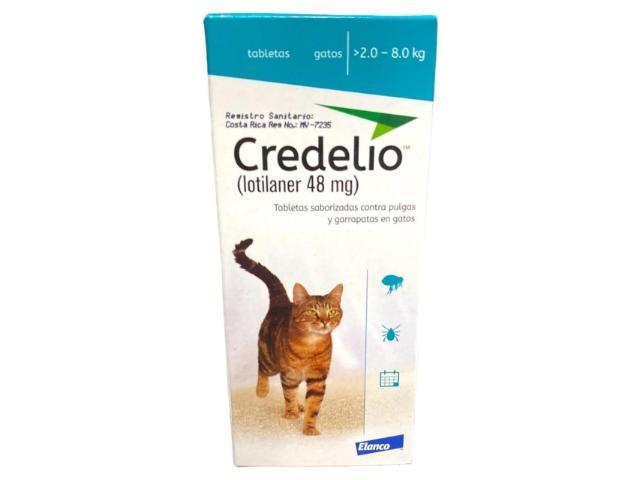 tabletas gatos >2.0 – 8.0 kg
Registro Sanitario:
Costa Rica Reg No.: MV-7235
Credelio™
(lotilaner 48 mg)
Tabletas saborizadas contra pulgas
y garrapatas en gatos
Elanco